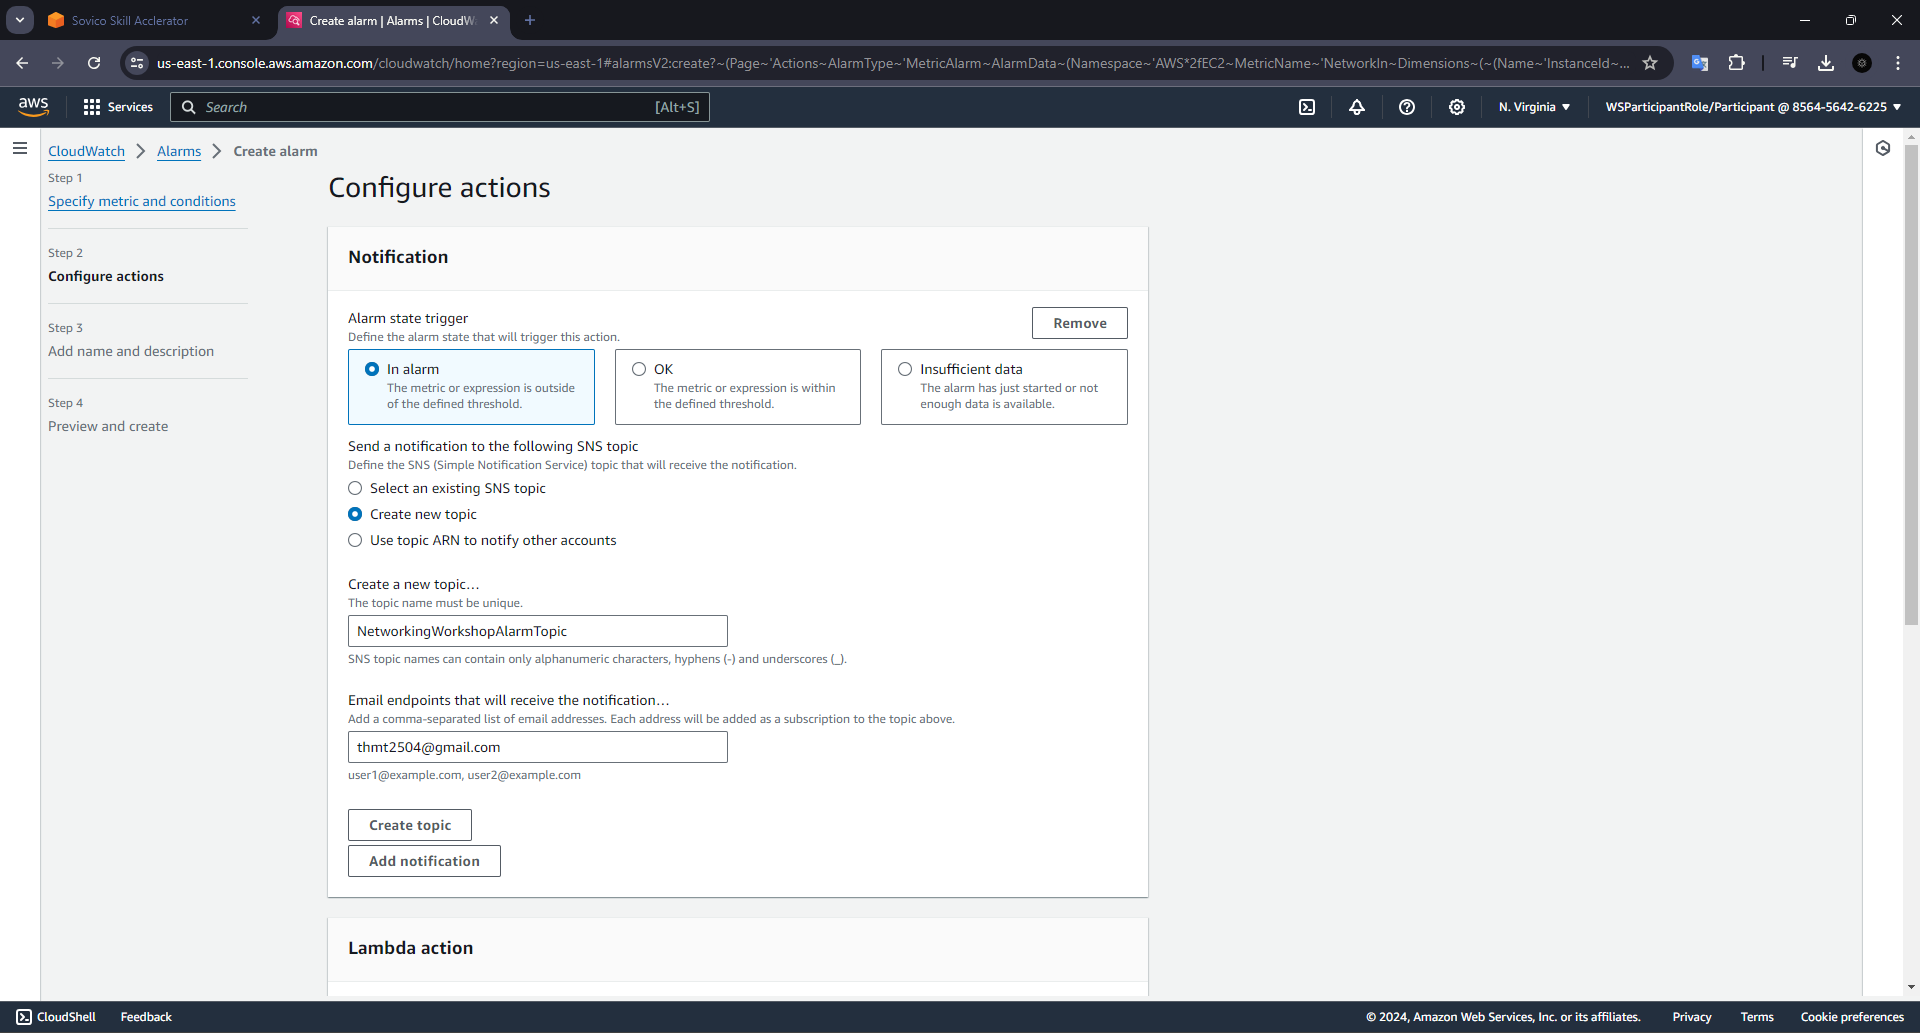 Sovico Skill Acclerator
Create alarm | Alarms | CloudW
us-east-1.console.aws.amazon.com/cloudwatch/home?region=us-east-1#alarmsV2:create?~(Page~'Actions~AlarmType~'MetricAlarm~AlarmData~(Namespace~'AWS*2fEC2~MetricName~'NetworkIn~Dimensions~(~(Name~'InstanceId~...
aws
Services
Search
[Alt+S]
N. Virginia
WSParticipantRole/Participant @ 8564-5642-6225
CloudWatch
Alarms
Create alarm
Step 1
Specify metric and conditions
Step 2
Configure actions
Step 3
Add name and description
Step 4
Preview and create
Configure actions
Notification
Alarm state trigger
Define the alarm state that will trigger this action.
Remove
In alarm
The metric or expression is outside
of the defined threshold.
OK
The metric or expression is within
the defined threshold.
Insufficient data
The alarm has just started or not
enough data is available.
Send a notification to the following SNS topic
Define the SNS (Simple Notification Service) topic that will receive the notification.
Select an existing SNS topic
Create new topic
Use topic ARN to notify other accounts
Create a new topic…
The topic name must be unique.
NetworkingWorkshopAlarmTopic
SNS topic names can contain only alphanumeric characters, hyphens (-) and underscores (_).
Email endpoints that will receive the notification…
Add a comma-separated list of email addresses. Each address will be added as a subscription to the topic above.
thmt2504@gmail.com
user1@example.com, user2@example.com
Create topic
Add notification
Lambda action
CloudShell
Feedback
© 2024, Amazon Web Services, Inc. or its affiliates.
Privacy
Terms
Cookie preferences